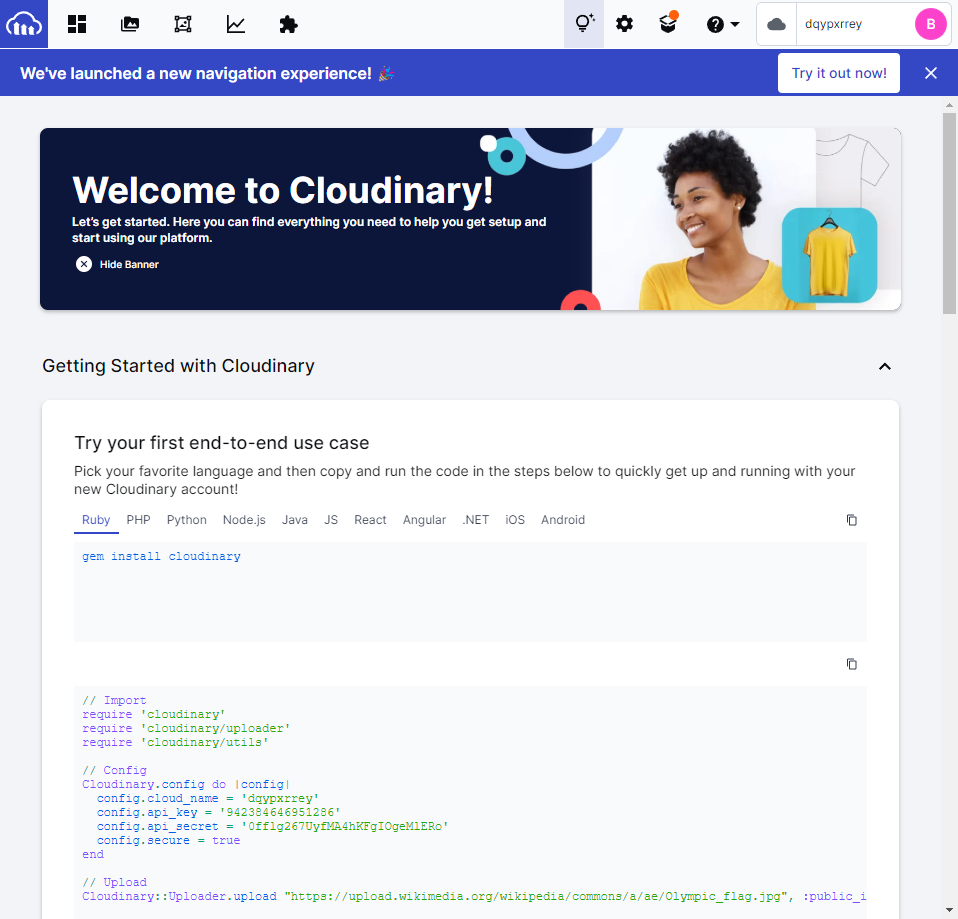 dqypxrrey
B
We've launched a new navigation experience! 🎉
Try it out now!
Welcome to Cloudinary!
Let's get started. Here you can find everything you need to help you get setup and
start using our platform.
Hide Banner
Getting Started with Cloudinary
Try your first end-to-end use case
Pick your favorite language and then copy and run the code in the steps below to quickly get up and running with your
new Cloudinary account!
Ruby PHP Python Node.js Java JS React Angular .NET iOS Android
gem install cloudinary
// Import
require 'cloudinary'
require 'cloudinary/uploader'
require 'cloudinary/utils'
// Config
Cloudinary.config do |config|
config.cloud_name = 'dqypxrrey'
config.api_key = '942384646951286'
config.api_secret = '0fflg267UyfMA4hKFgIOgeMlERo'
config.secure = true
end
// Upload
Cloudinary::Uploader.upload "https://upload.wikimedia.org/wikipedia/commons/a/ae/Olympic_flag.jpg", :public_i